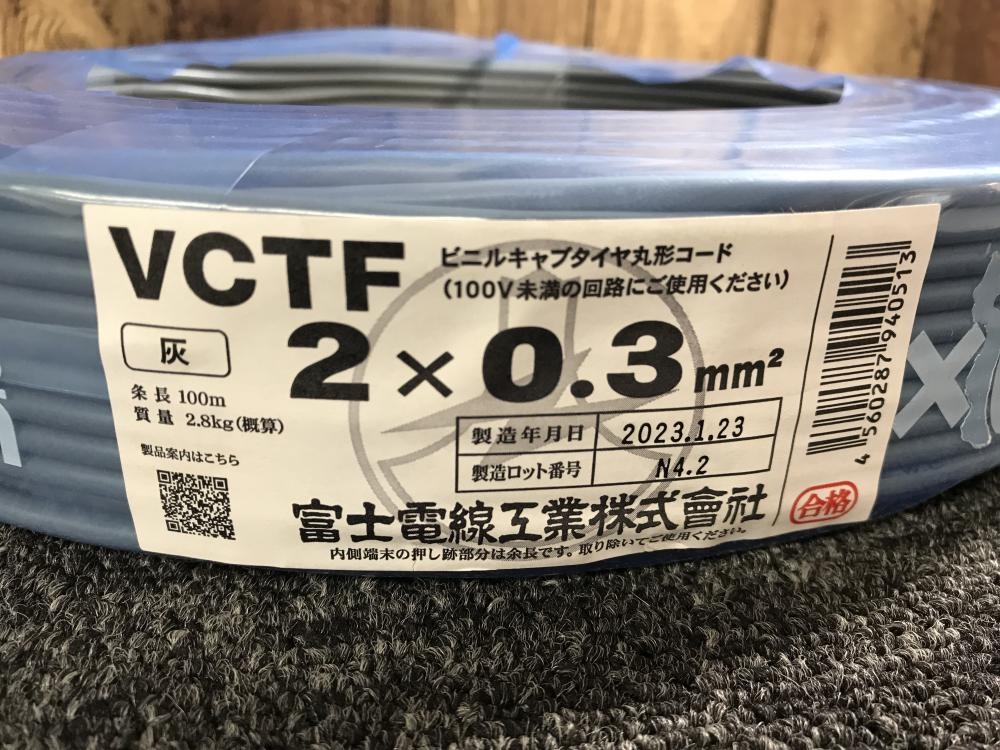 VCTF
ビニルキャブタイヤ丸形コード
(100V未満の回路にご使用ください)
灰
2×0.3mm²
条長 100m
質量 2.8kg(概算)
製造年月日 2023.1.23
製造ロット番号 N4.2
製品案内はこちら
富士電線工業株式會社
合格
内側端末の押し跡部分は余長です。取り除いてご使用ください。
4560287940513